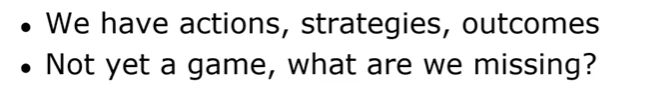 • We have actions, strategies, outcomes
• Not yet a game, what are we missing?